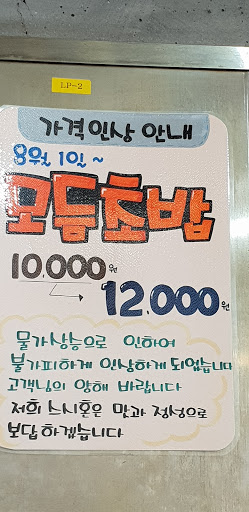 LP-2
가격인상 안내
8월 1일~
모듬초밥
10,000원
12,000원
물가상승으로 인하여
불가피하게 인상하게 되었습니다
고객님의 양해 바랍니다
저희 스시혼은 맛과 정성으로
보답하겠습니다